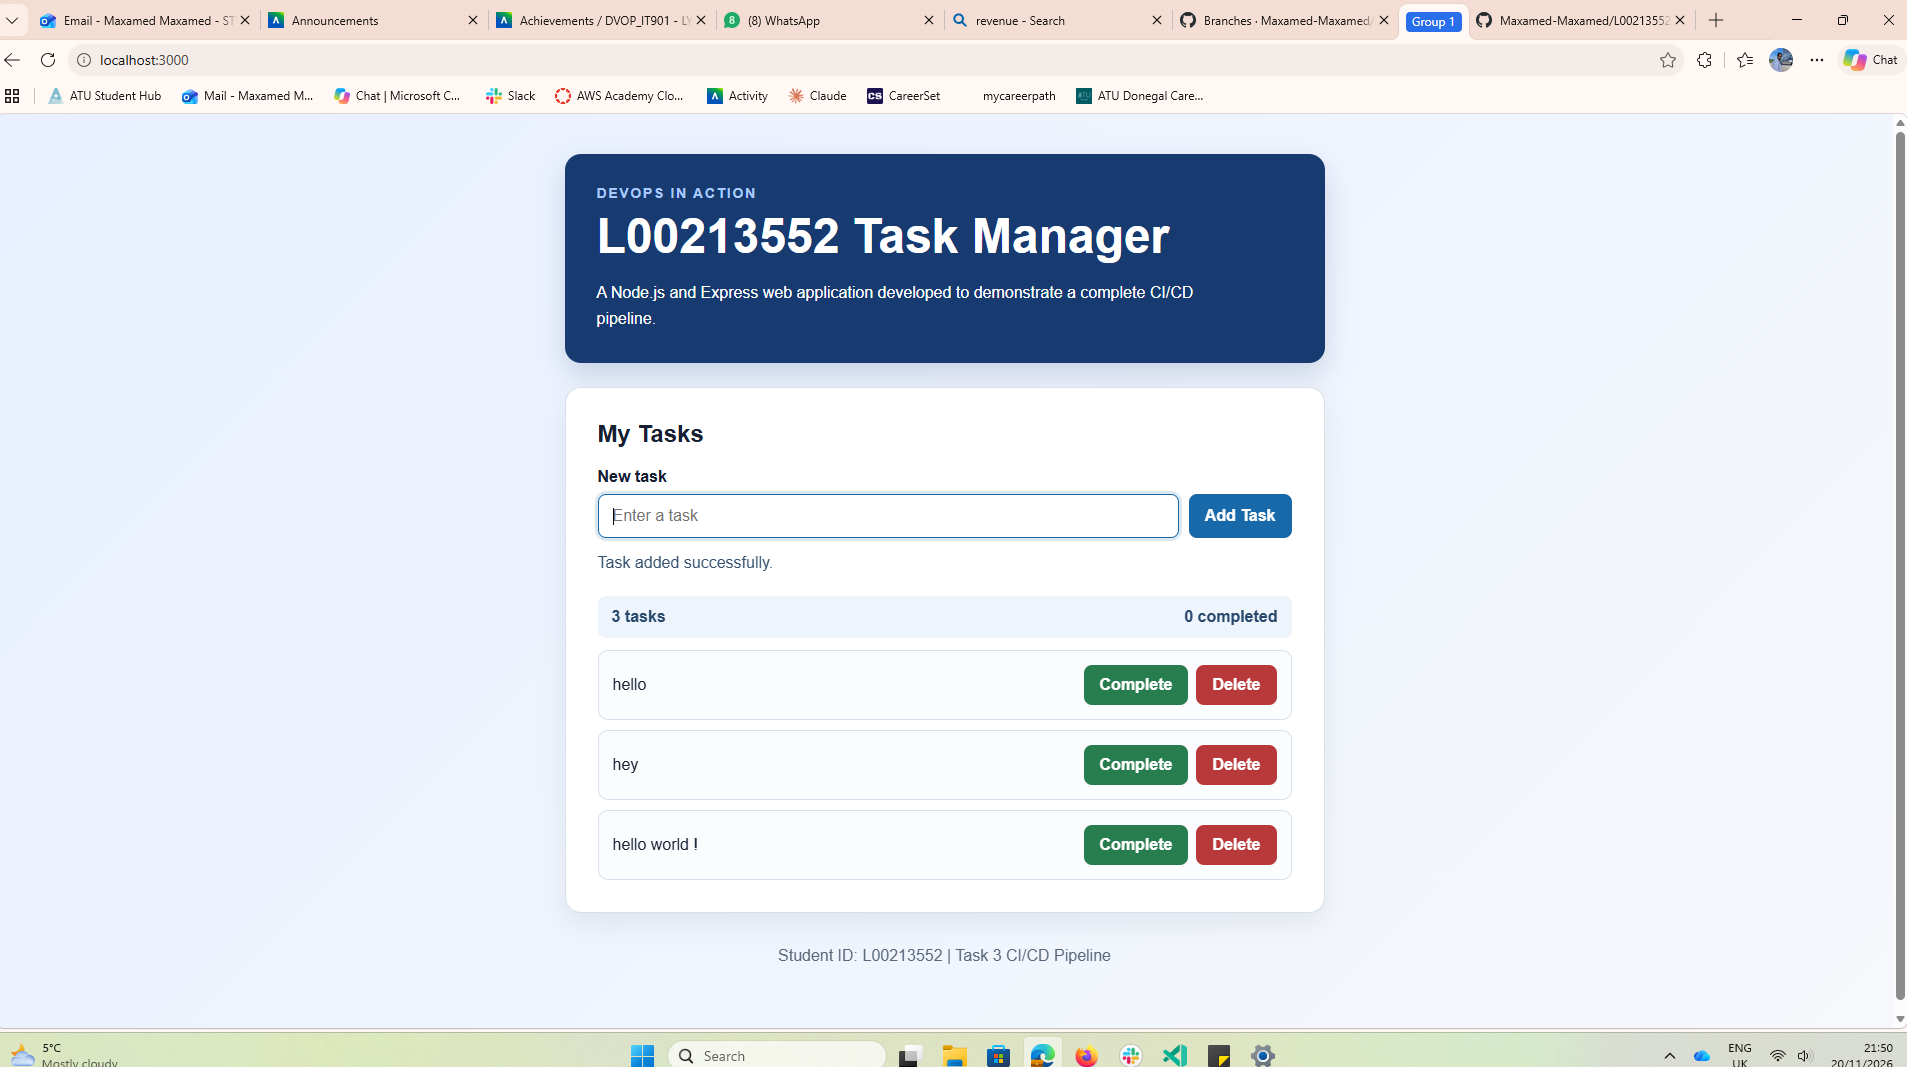 Email - Maxamed Maxamed - ST
Announcements
Achievements / DVOP_IT901 - LY
(8) WhatsApp
revenue - Search
Branches · Maxamed-Maxamed/
Group 1
Maxamed-Maxamed/L00213552
localhost:3000
Chat
ATU Student Hub
Mail - Maxamed M...
Chat | Microsoft C...
Slack
AWS Academy Clo...
Activity
Claude
CareerSet
mycareerpath
ATU Donegal Care...
DEVOPS IN ACTION
L00213552 Task Manager
A Node.js and Express web application developed to demonstrate a complete CI/CD
pipeline.
My Tasks
New task
Enter a task
Add Task
Task added successfully.
3 tasks
0 completed
hello
Complete
Delete
hey
Complete
Delete
hello world !
Complete
Delete
Student ID: L00213552 | Task 3 CI/CD Pipeline
5°C
Mostly cloudy
Search
ENG
UK
21:50
20/11/2026